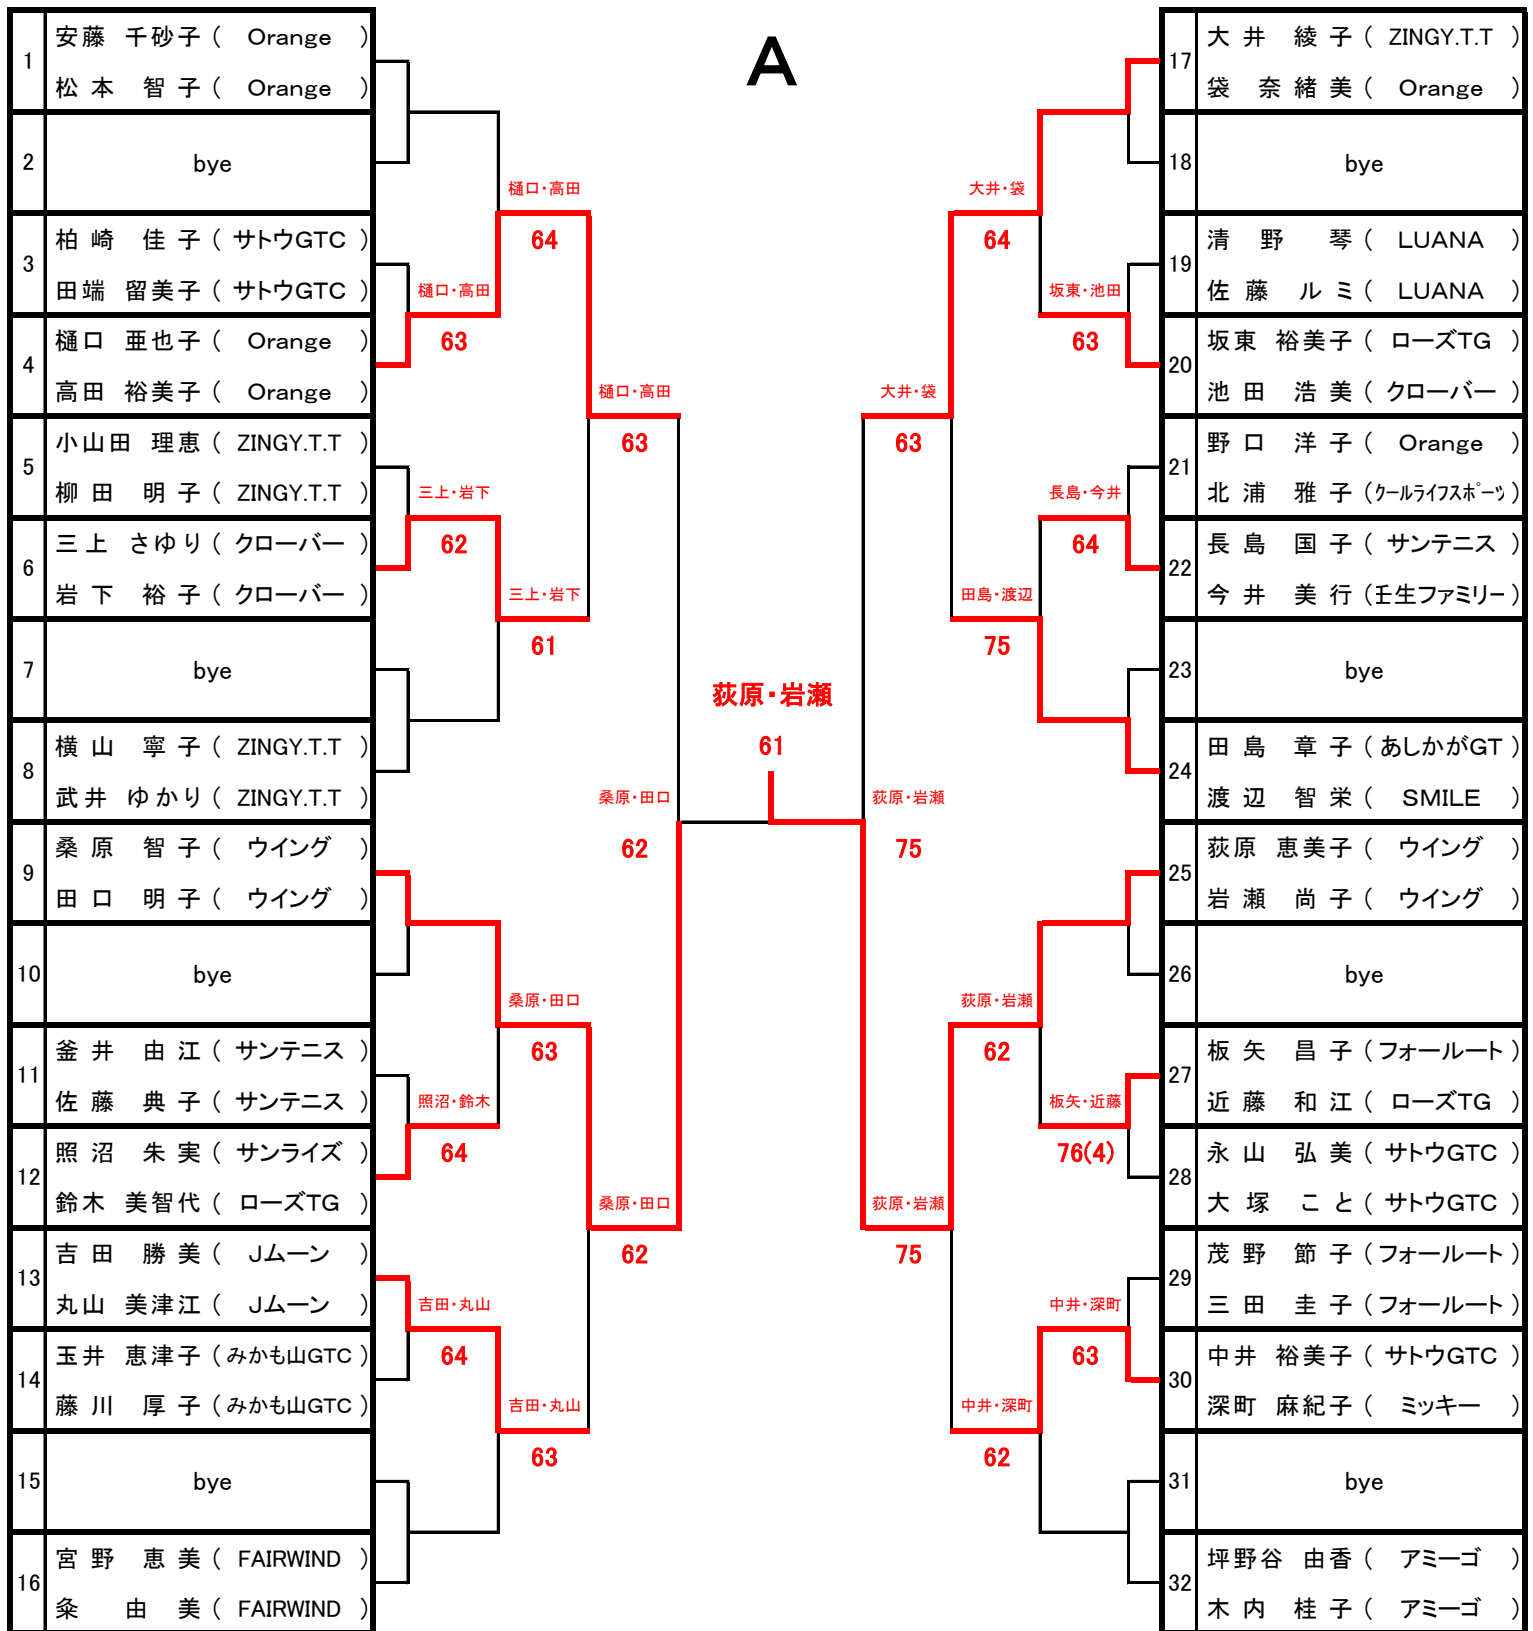 A
1
安藤 千砂子 ( Orange )
松本 智子 ( Orange )
2
bye
3
柏崎 佳子 ( サトウGTC )
田端 留美子 ( サトウGTC )
4
樋口 亜也子 ( Orange )
高田 裕美子 ( Orange )
5
小山田 理恵 ( ZINGY.T.T )
柳田 明子 ( ZINGY.T.T )
6
三上 さゆり ( クローバー )
岩下 裕子 ( クローバー )
7
bye
8
横山 寧子 ( ZINGY.T.T )
武井 ゆかり ( ZINGY.T.T )
9
桑原 智子 ( ウイング )
田口 明子 ( ウイング )
10
bye
11
釜井 由江 ( サンテニス )
佐藤 典子 ( サンテニス )
12
照沼 朱実 ( サンライズ )
鈴木 美智代 ( ローズTG )
13
吉田 勝美 ( Jムーン )
丸山 美津江 ( Jムーン )
14
玉井 恵津子 ( みかも山GTC )
藤川 厚子 ( みかも山GTC )
15
bye
16
宮野 恵美 ( FAIRWIND )
粂 由美 ( FAIRWIND )
樋口・高田
63
三上・岩下
62
照沼・鈴木
64
吉田・丸山
64
樋口・高田
64
三上・岩下
61
桑原・田口
63
吉田・丸山
63
樋口・高田
63
桑原・田口
62
桑原・田口
62
荻原・岩瀬
61
荻原・岩瀬
75
大井・袋
63
荻原・岩瀬
75
大井・袋
64
田島・渡辺
75
荻原・岩瀬
62
中井・深町
62
坂東・池田
63
長島・今井
64
板矢・近藤
76(4)
中井・深町
63
17
大井 綾子 ( ZINGY.T.T )
袋 奈緒美 ( Orange )
18
bye
19
清野 琴 ( LUANA )
佐藤 ルミ ( LUANA )
20
坂東 裕美子 ( ローズTG )
池田 浩美 ( クローバー )
21
野口 洋子 ( Orange )
北浦 雅子 ( クールライフスポーツ )
22
長島 国子 ( サンテニス )
今井 美行 ( 壬生ファミリー )
23
bye
24
田島 章子 ( あしかがGT )
渡辺 智栄 ( SMILE )
25
荻原 恵美子 ( ウイング )
岩瀬 尚子 ( ウイング )
26
bye
27
板矢 昌子 ( フォールート )
近藤 和江 ( ローズTG )
28
永山 弘美 ( サトウGTC )
大塚 こと ( サトウGTC )
29
茂野 節子 ( フォールート )
三田 圭子 ( フォールート )
30
中井 裕美子 ( サトウGTC )
深町 麻紀子 ( ミッキー )
31
bye
32
坪野谷 由香 ( アミーゴ )
木内 桂子 ( アミーゴ )